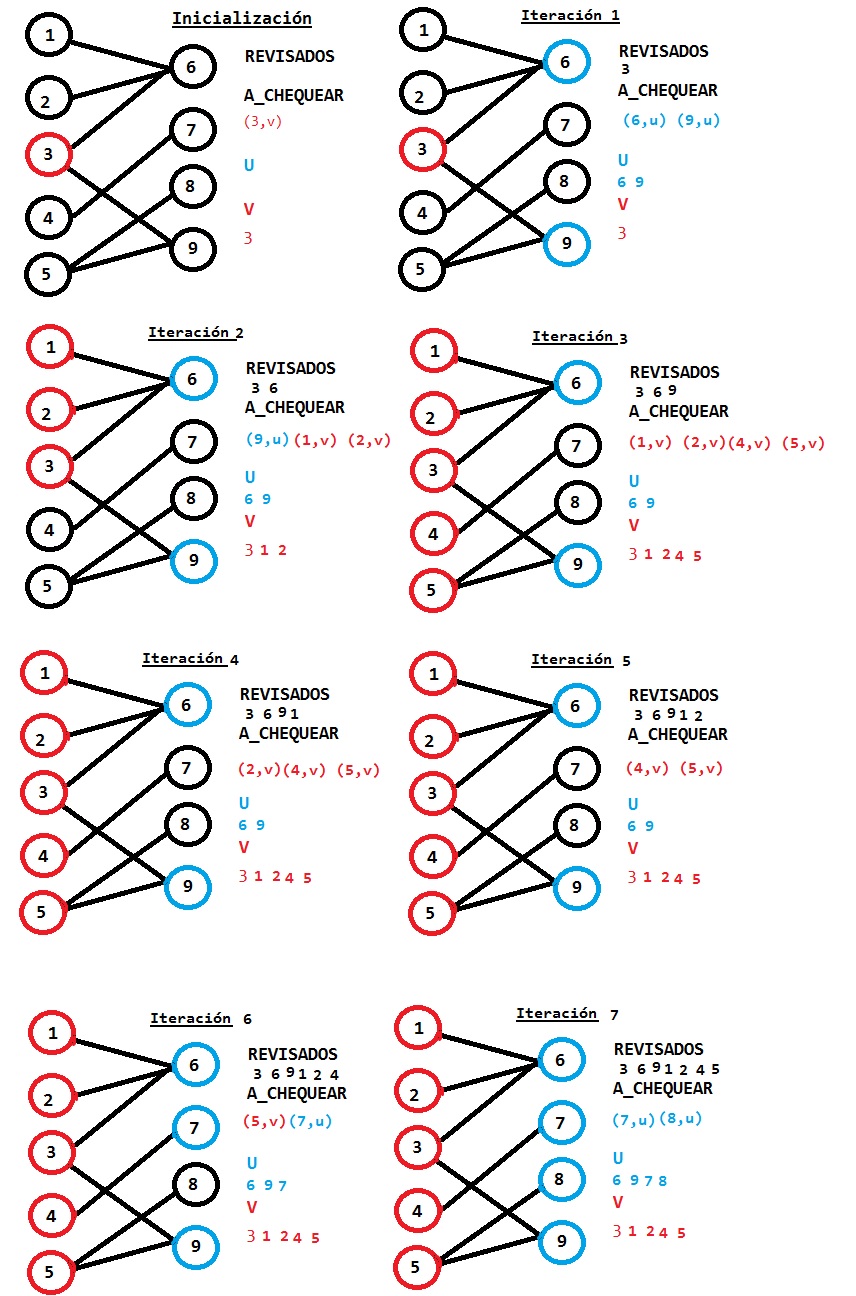 Inicialización
1
2
3
4
5
6
7
8
9
REVISADOS
A_CHEQUEAR
(3,v)
U
V
3
Iteración 1
1
2
3
4
5
6
7
8
9
REVISADOS
3
A_CHEQUEAR
(6,u) (9,u)
U
6 9
V
3
Iteración 2
1
2
3
4
5
6
7
8
9
REVISADOS
3 6
A_CHEQUEAR
(9,u) (1,v) (2,v)
U
6 9
V
3 1 2
Iteración 3
1
2
3
4
5
6
7
8
9
REVISADOS
3 6 9
A_CHEQUEAR
(1,v) (2,v)(4,v) (5,v)
U
6 9
V
3 1 2 4 5
Iteración 4
1
2
3
4
5
6
7
8
9
REVISADOS
3 6 9 1
A_CHEQUEAR
(2,v)(4,v) (5,v)
U
6 9
V
3 1 2 4 5
Iteración 5
1
2
3
4
5
6
7
8
9
REVISADOS
3 6 9 1 2
A_CHEQUEAR
(4,v) (5,v)
U
6 9
V
3 1 2 4 5
Iteración 6
1
2
3
4
5
6
7
8
9
REVISADOS
3 6 9 1 2 4
A_CHEQUEAR
(5,v)(7,u)
U
6 9 7
V
3 1 2 4 5
Iteración 7
1
2
3
4
5
6
7
8
9
REVISADOS
3 6 9 1 2 4 5
A_CHEQUEAR
(7,u)(8,u)
U
6 9 7 8
V
3 1 2 4 5